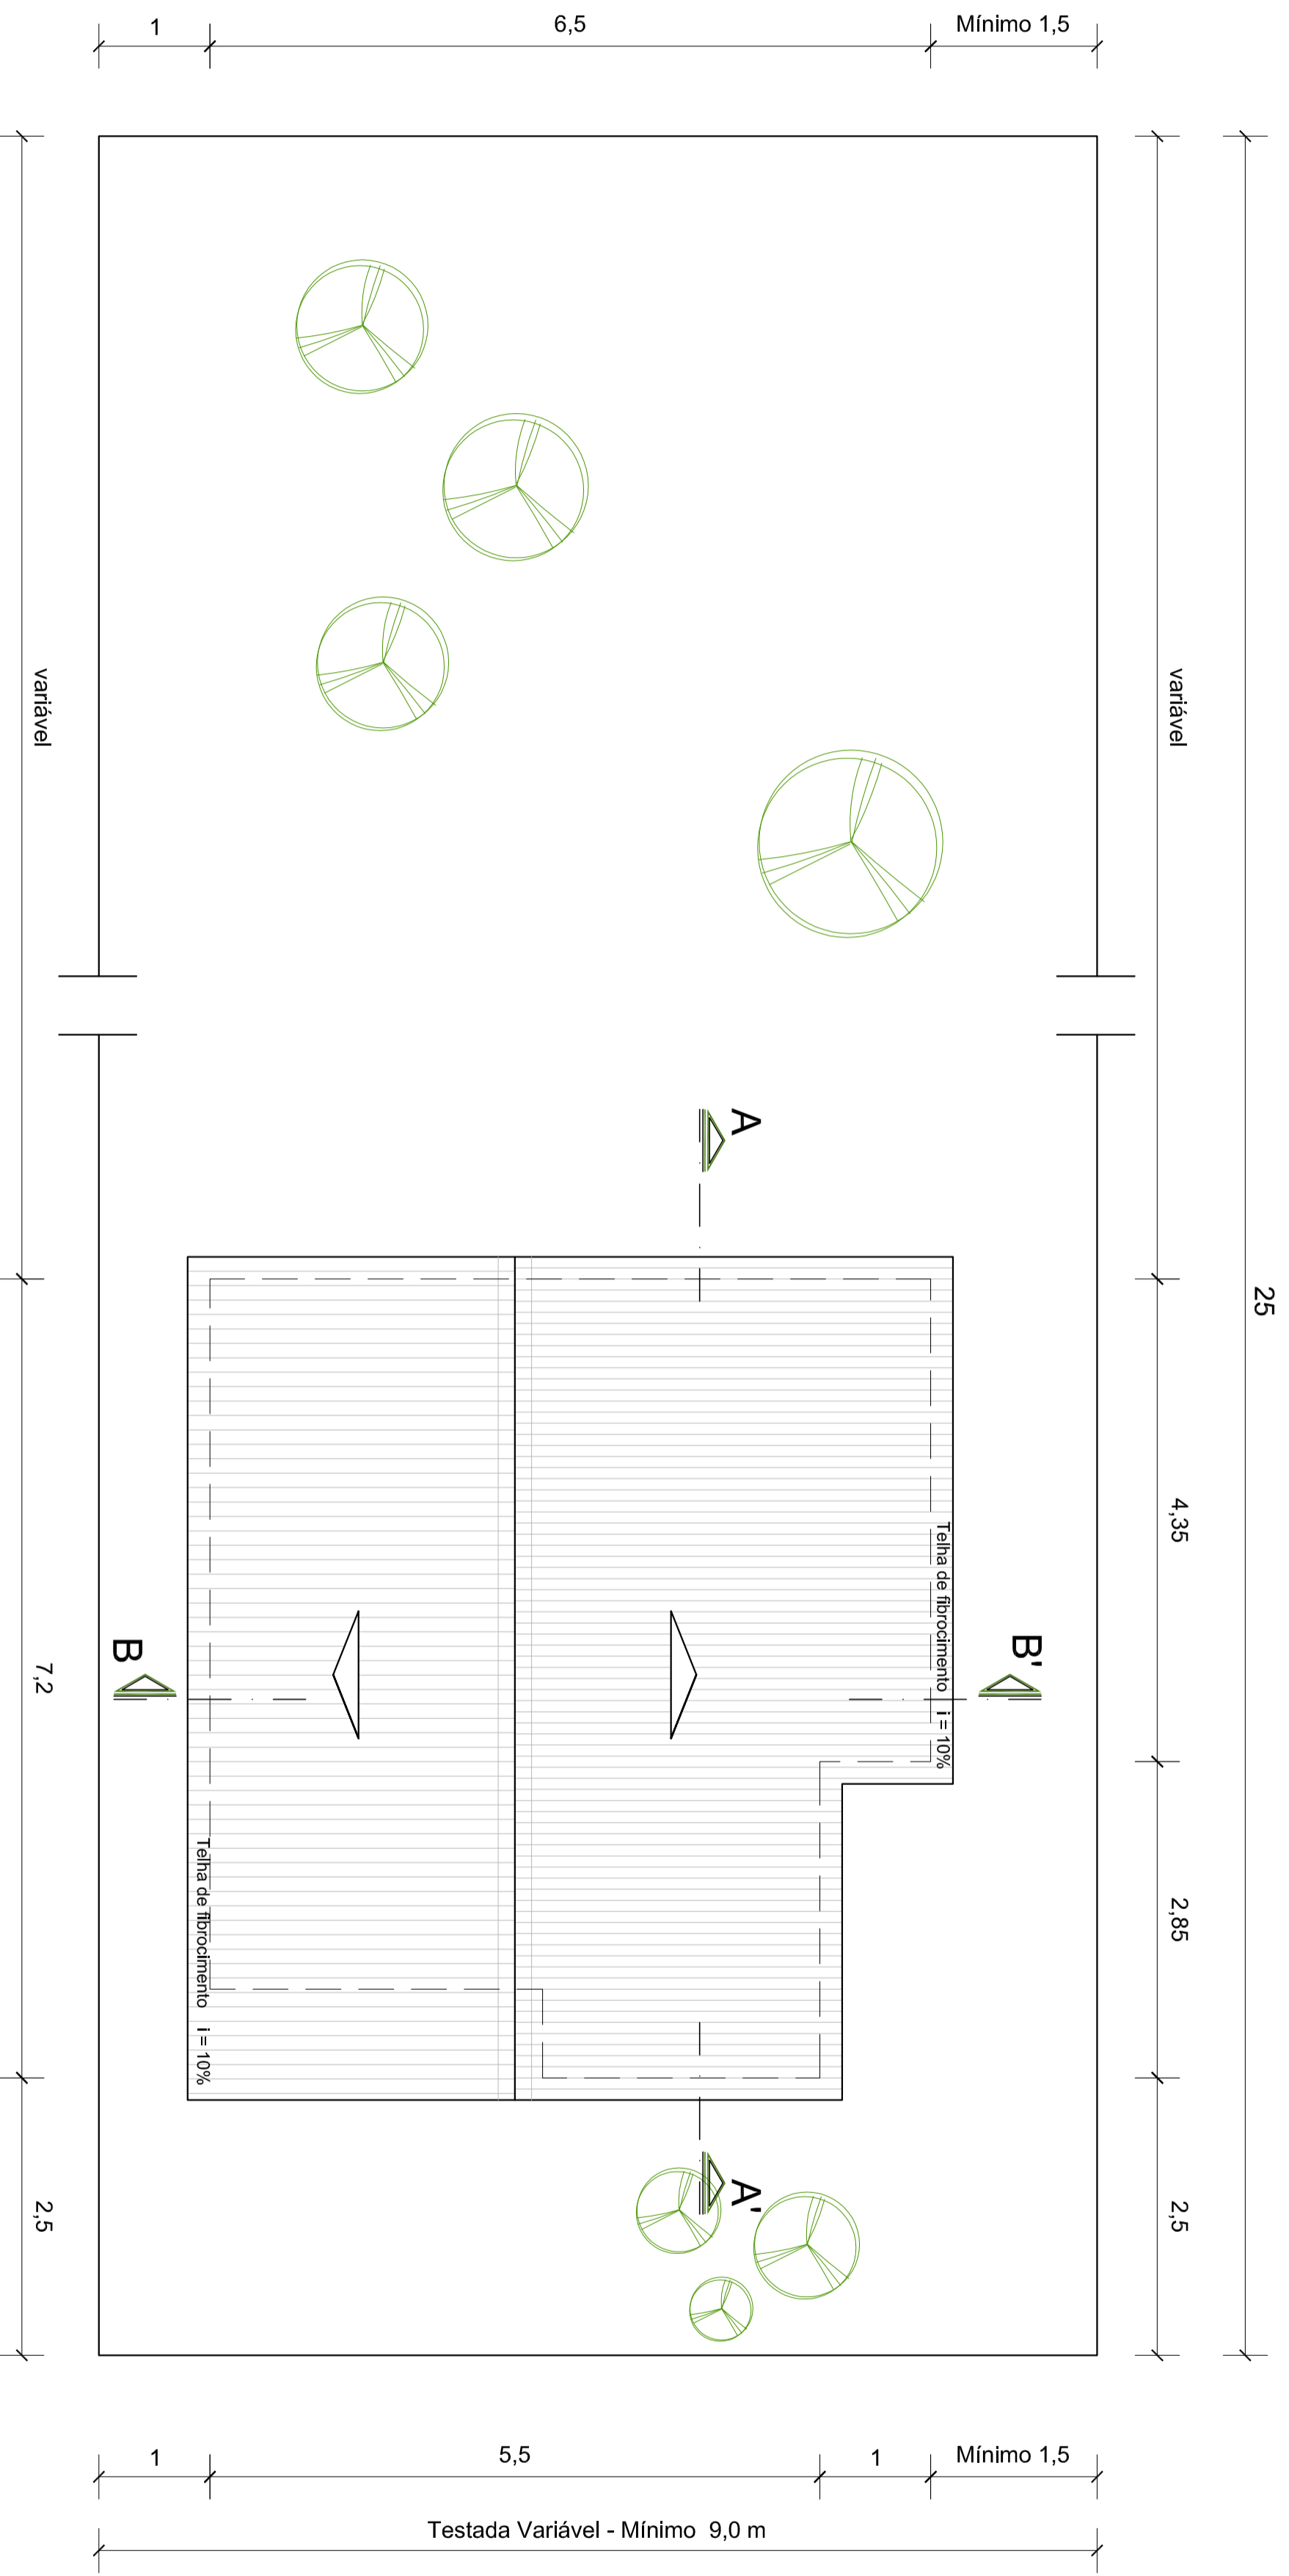 1
6,5
Mínimo 1,5
variável
variável
25
A
4,35
Telha de fibrocimento i = 10%
B
B'
7,2
Telha de fibrocimento i = 10%
2,85
A'
2,5
2,5
1
5,5
1
Mínimo 1,5
Testada Variável - Mínimo 9,0 m